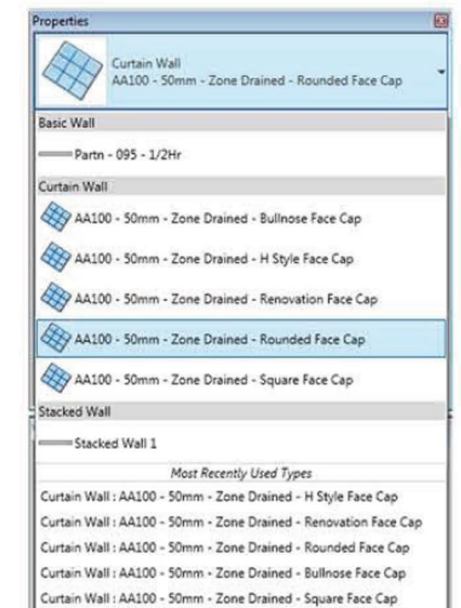 Properties
Curtain Wall
AA100 - 50mm - Zone Drained - Rounded Face Cap
Basic Wall
Partn - 095 - 1/2Hr
Curtain Wall
AA100 - 50mm - Zone Drained - Bullnose Face Cap
AA100 - 50mm - Zone Drained - H Style Face Cap
AA100 - 50mm - Zone Drained - Renovation Face Cap
AA100 - 50mm - Zone Drained - Rounded Face Cap
AA100 - 50mm - Zone Drained - Square Face Cap
Stacked Wall
Stacked Wall 1
Most Recently Used Types
Curtain Wall : AA100 - 50mm - Zone Drained - H Style Face Cap
Curtain Wall : AA100 - 50mm - Zone Drained - Renovation Face Cap
Curtain Wall : AA100 - 50mm - Zone Drained - Rounded Face Cap
Curtain Wall : AA100 - 50mm - Zone Drained - Bullnose Face Cap
Curtain Wall : AA100 - 50mm - Zone Drained - Square Face Cap